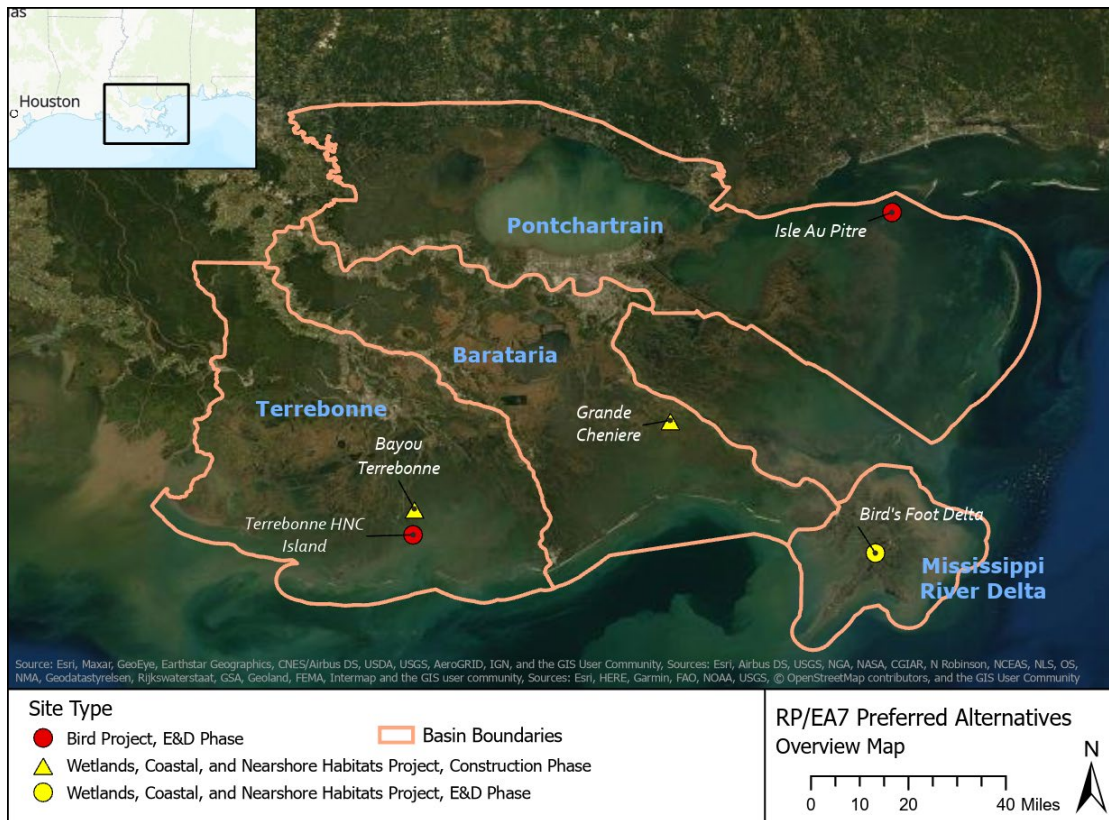 as
Houston
Pontchartrain
Isle Au Pitre
Barataria
Terrebonne
Grande
Cheniere
Bayou
Terrebonne
Terrebonne HNC
Island
Bird's Foot Delta
Mississippi
River Delta
Source: Esri, Maxar, GeoEye, Earthstar Geographics, CNES/Airbus DS, USDA, USGS, AeroGRID, IGN, and the GIS User Community, Sources: Esri, Airbus DS, USGS, NGA, NASA, CGIAR, N Robinson, NCEAS, NLS, OS,
NMA, Geodatastyrelsen, Rijkswaterstaat, GSA, Geoland, FEMA, Intermap and the GIS user community, Sources: Esri, HERE, Garmin, FAO, NOAA, USGS, © OpenStreetMap contributors, and the GIS User Community
Site Type
Bird Project, E&D Phase
Basin Boundaries
Wetlands, Coastal, and Nearshore Habitats Project, Construction Phase
Wetlands, Coastal, and Nearshore Habitats Project, E&D Phase
RP/EA7 Preferred Alternatives
Overview Map
N
0 10 20 40 Miles